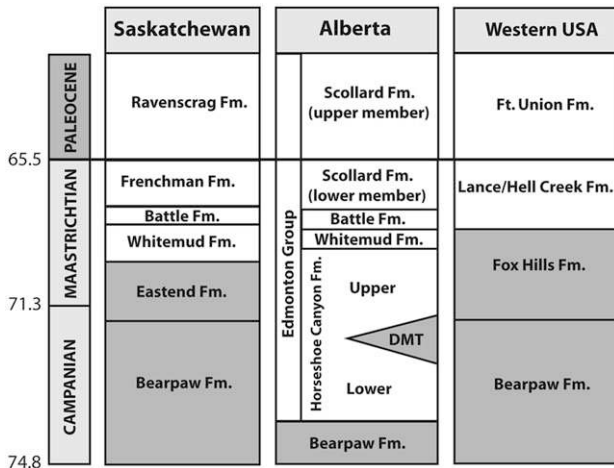 Saskatchewan
Alberta
Western USA
PALEOCENE
Ravenscrag Fm.
Scollard Fm.
(upper member)
Ft. Union Fm.
65.5
MAASTRICHTIAN
Frenchman Fm.
Battle Fm.
Whitemud Fm.
Eastend Fm.
Edmonton Group
Scollard Fm.
(lower member)
Battle Fm.
Whitemud Fm.
Horseshoe Canyon Fm.
Upper
DMT
Lower
Lance/Hell Creek Fm.
Fox Hills Fm.
71.3
CAMPANIAN
Bearpaw Fm.
Bearpaw Fm.
Bearpaw Fm.
74.8